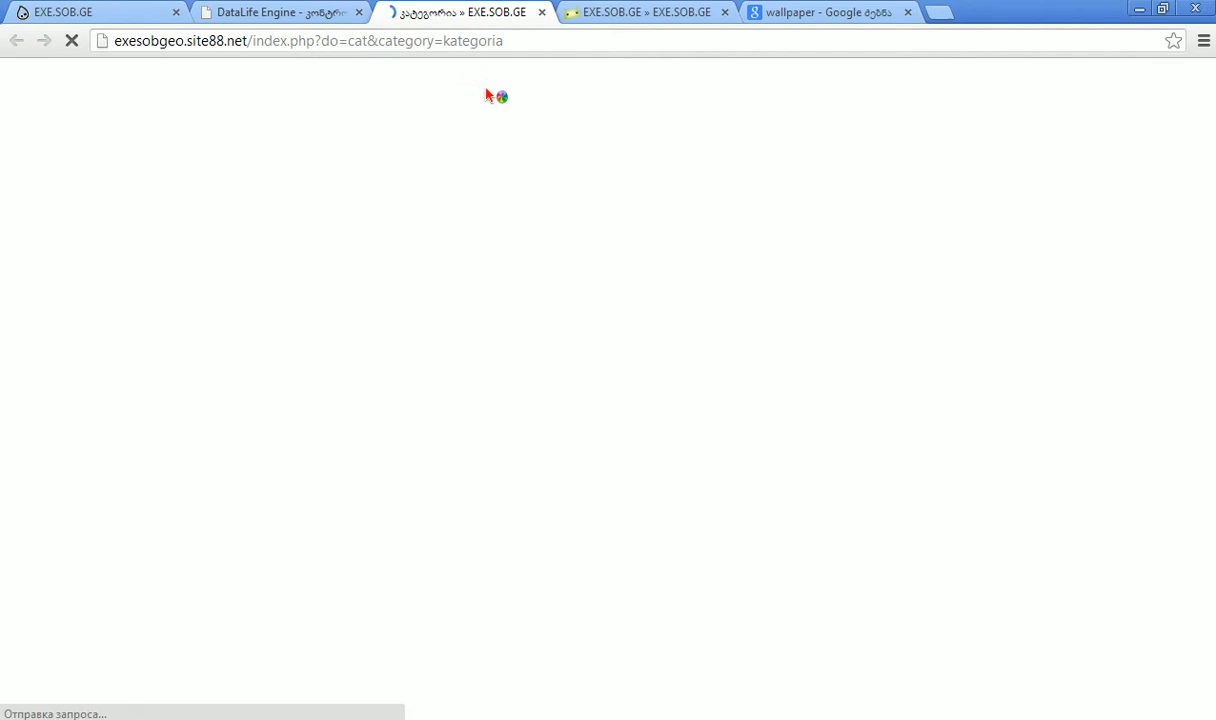 EXE.SOB.GE
DataLife Engine - კონტრო
კატეგორია » EXE.SOB.GE
EXE.SOB.GE » EXE.SOB.GE
wallpaper - Google ძებნა
exesobgeo.site88.net/index.php?do=cat&category=kategoria
Отправка запроса...